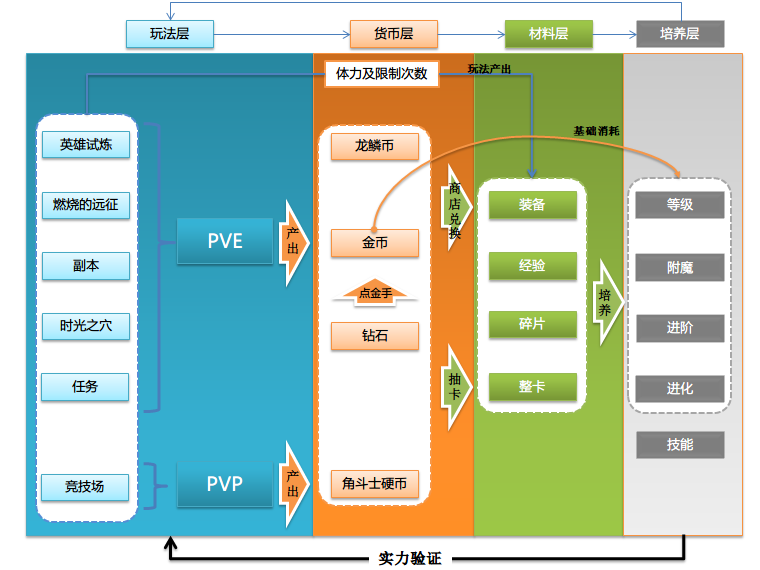 玩法层
货币层
材料层
培养层
体力及限制次数
玩法产出
基础消耗
英雄试炼
燃烧的远征
副本
时光之穴
任务
竞技场
PVE
PVP
产出
产出
龙鳞币
金币
点金手
钻石
角斗士硬币
商店兑换
抽卡
装备
经验
碎片
整卡
培养
等级
附魔
进阶
进化
技能
实力验证